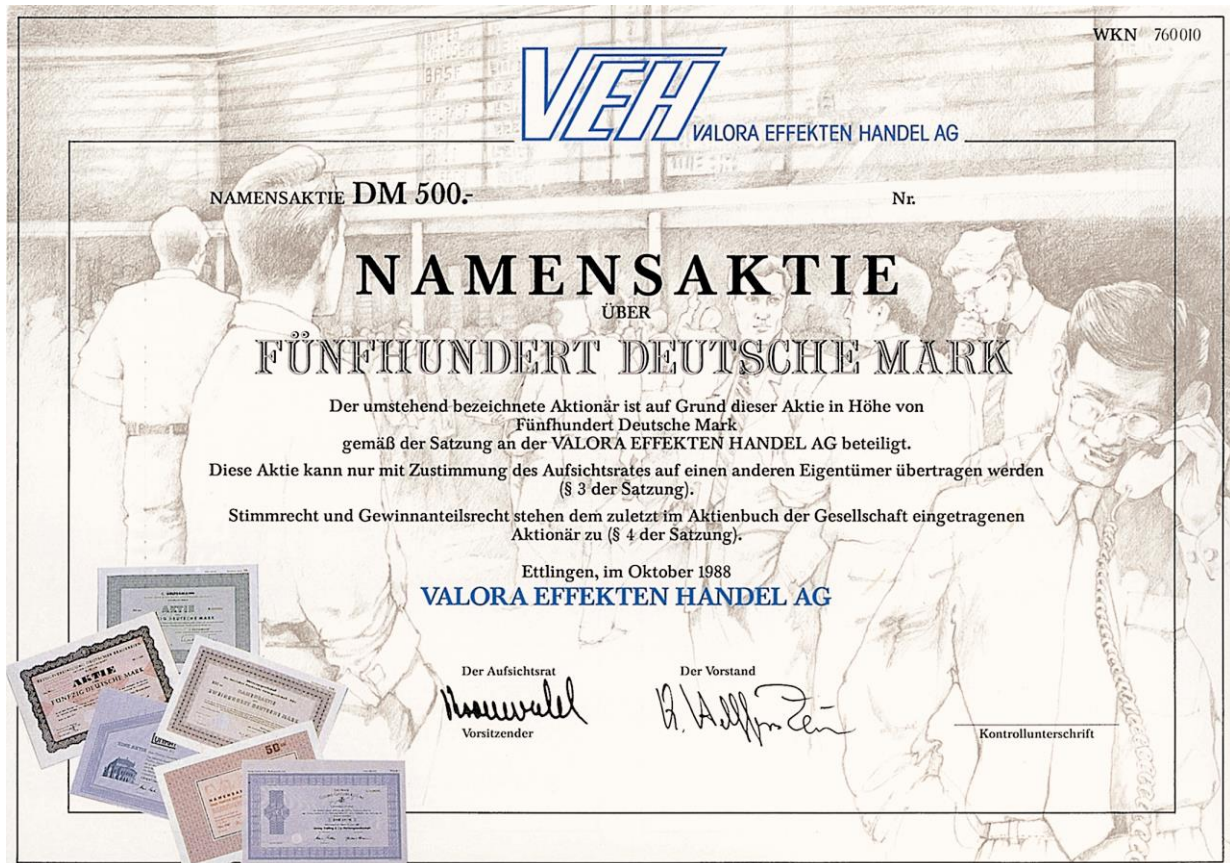 WKN 760010
VEH
VALORA EFFEKTEN HANDEL AG
BASF
NAMENSAKTIE DM 500.-
Nr.
NAMENSAKTIE
ÜBER
FÜNFHUNDERT DEUTSCHE MARK
Der umstehend bezeichnete Aktionär ist auf Grund dieser Aktie in Höhe von
Fünfhundert Deutsche Mark
gemäß der Satzung an der VALORA EFFEKTEN HANDEL AG beteiligt.
Diese Aktie kann nur mit Zustimmung des Aufsichtsrates auf einen anderen Eigentümer übertragen werden
(§ 3 der Satzung).
Stimmrecht und Gewinnanteilsrecht stehen dem zuletzt im Aktienbuch der Gesellschaft eingetragenen
Aktionär zu (§ 4 der Satzung).
Ettlingen, im Oktober 1988
VALORA EFFEKTEN HANDEL AG
Der Aufsichtsrat
Vorsitzender
Der Vorstand
Kontrollunterschrift
AKTIE
AKTIE
FÜNFZIG DEUTSCHE MARK
50